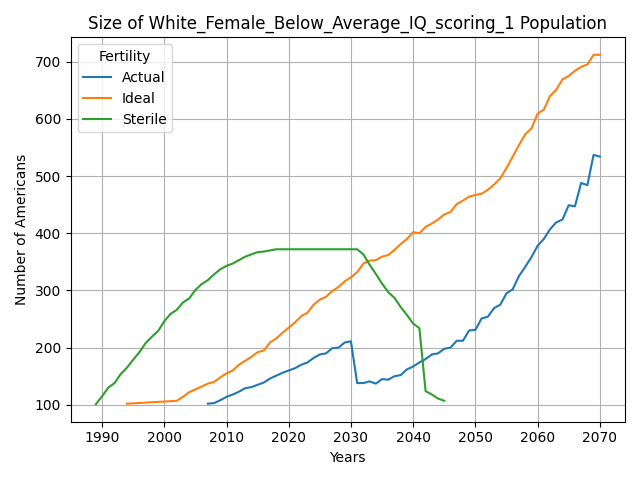 Size of White_Female_Below_Average_IQ_scoring_1 Population
Fertility
Actual
Ideal
Sterile
Number of Americans
700
600
500
400
300
200
100
1990
2000
2010
2020
2030
2040
2050
2060
2070
Years